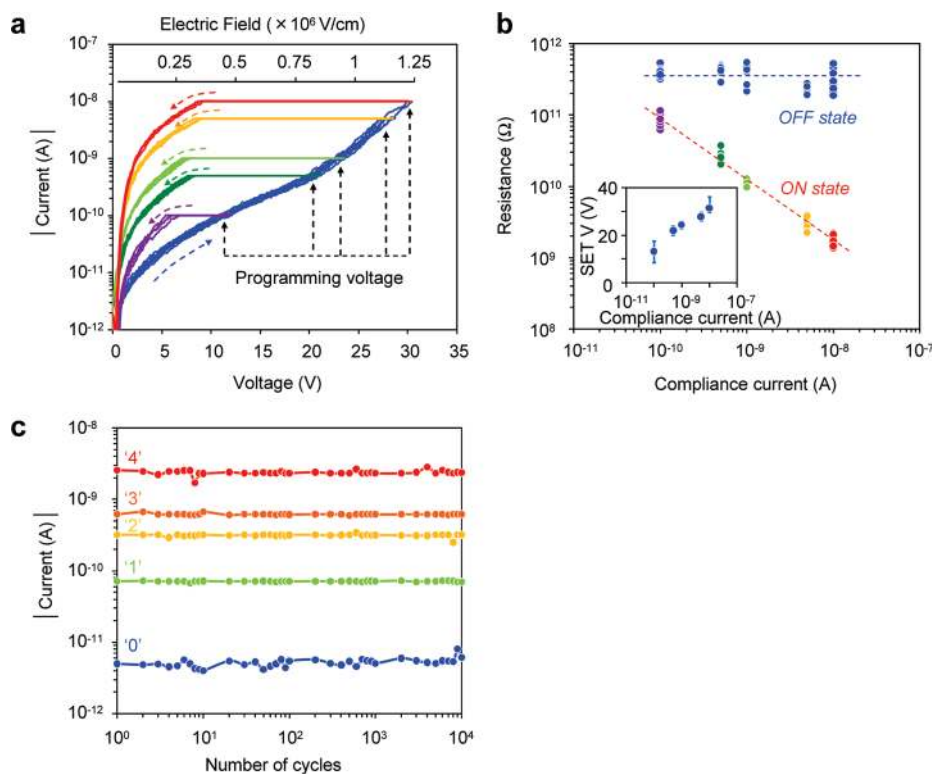 a
Electric Field ( × 10⁶ V/cm)
0 0.25 0.5 0.75 1 1.25
10⁻⁷
10⁻⁸
10⁻⁹
10⁻¹⁰
10⁻¹¹
10⁻¹²
| Current (A) |
Programming voltage
0 5 10 15 20 25 30 35
Voltage (V)
b
10¹²
10¹¹
10¹⁰
10⁹
10⁸
Resistance (Ω)
OFF state
ON state
40
20
0
SET V (V)
10⁻¹¹ 10⁻⁹ 10⁻⁷
Compliance current (A)
10⁻¹¹ 10⁻¹⁰ 10⁻⁹ 10⁻⁸ 10⁻⁷
Compliance current (A)
c
10⁻⁸
10⁻⁹
10⁻¹⁰
10⁻¹¹
10⁻¹²
| Current (A) |
‘4’
‘3’
‘2’
‘1’
‘0’
10⁰ 10¹ 10² 10³ 10⁴
Number of cycles